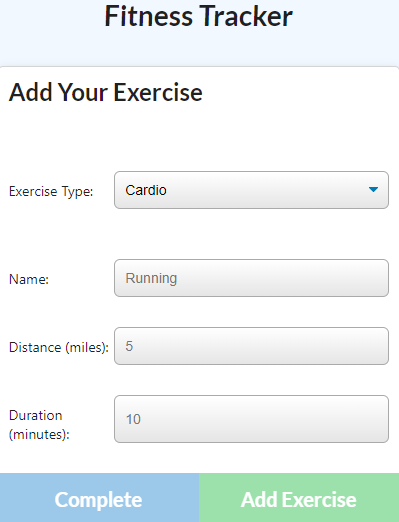 Fitness Tracker
Add Your Exercise
Exercise Type: Cardio
Name: Running
Distance (miles): 5
Duration
(minutes): 10
Complete Add Exercise